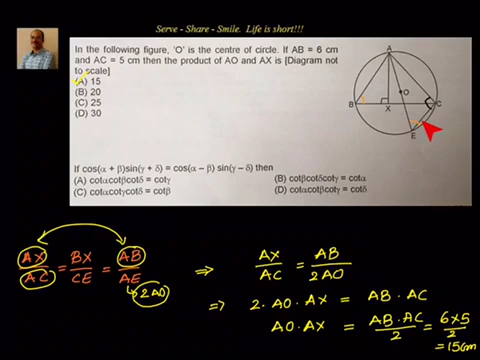 Serve - Share - Smile. Life is short!!!
In the following figure, 'O' is the centre of circle. If AB = 6 cm
and AC = 5 cm then the product of AO and AX is [Diagram not
to scale]
(A) 15
(B) 20
(C) 25
(D) 30
A
B
O
C
X
E
If cos(α + β)sin(γ + δ) = cos(α – β) sin(γ – δ) then
(A) cotαcotβcotδ = cotγ
(B) cotβcotδcotγ = cotα
(C) cotαcotγcotδ = cotβ
(D) cotαcotβcotγ = cotδ
AX/AC = BX/CE = AB/AE
2AO
⇒ AX/AC = AB/2AO
⇒ 2·AO·AX = AB·AC
AO·AX = AB·AC/2 = 6×5/2
= 15cm